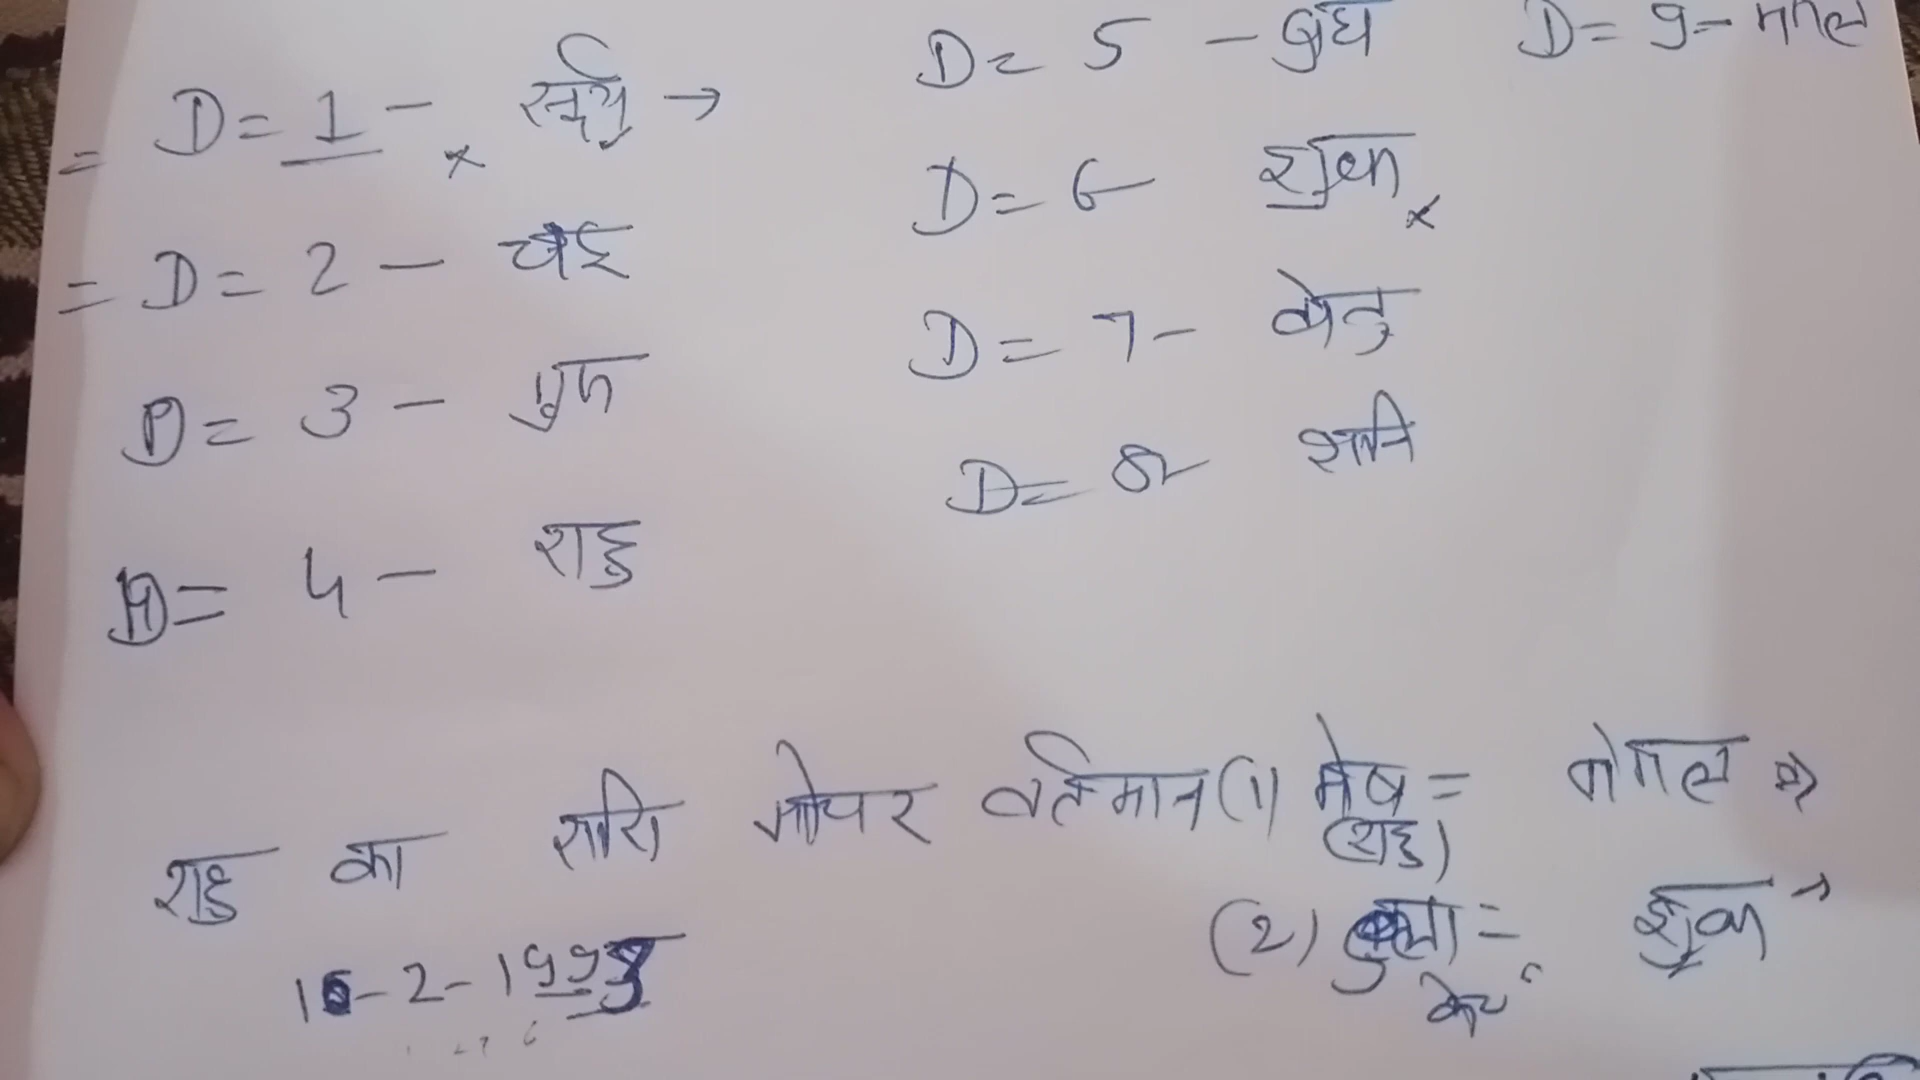 = D = 1 - × सूर्य →
= D = 2 - चंद्र
D = 3 - गुरु
D = 4 - राहु
D = 5 - बुध
D = 6 - शुक्र ×
D = 7 - केतु
D = 8 - शनि
D = 9 - मंगल
राहु का राशि गोचर वर्तमान (1) मेष = मंगल →
(राहु)
(2) तुला = शुक्र →
केतु
-2-199